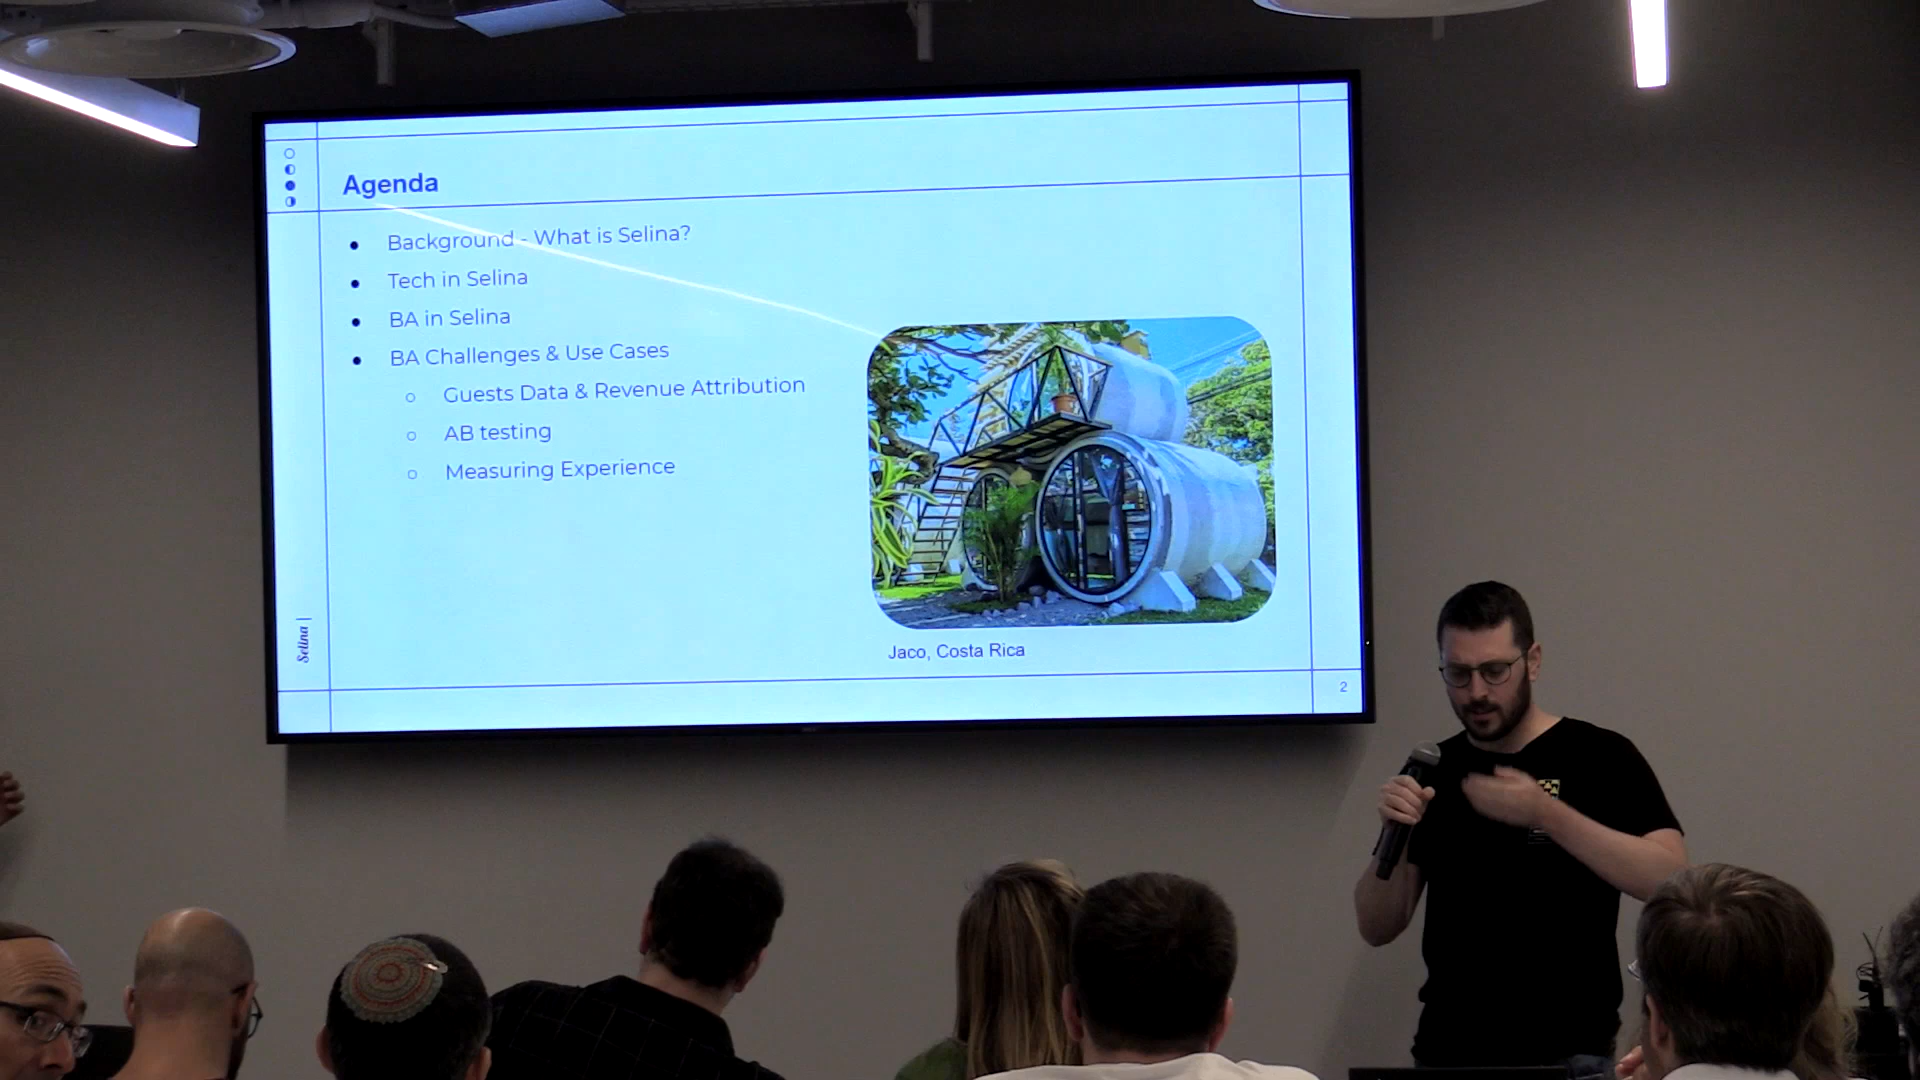 Agenda
Background - What is Selina?
Tech in Selina
BA in Selina
BA Challenges & Use Cases
Guests Data & Revenue Attribution
AB testing
Measuring Experience
Jaco, Costa Rica
Selina |
2